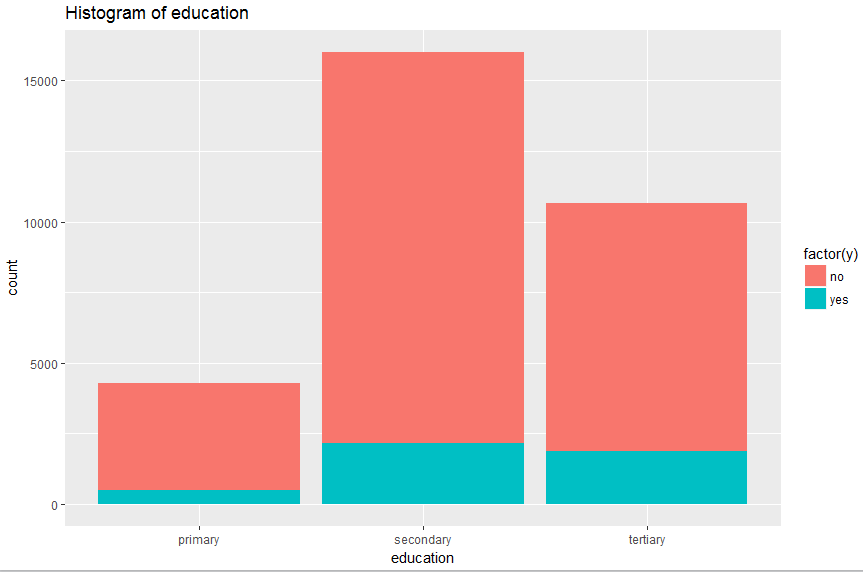 Histogram of education
15000
10000
5000
0
count
primary secondary tertiary
education
factor(y)
no
yes